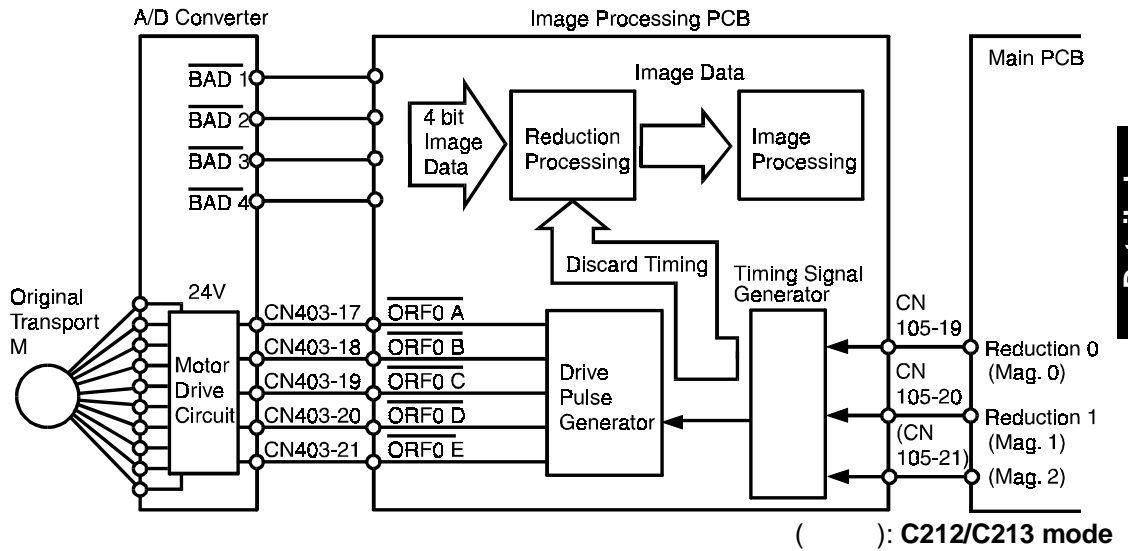 A/D Converter
Image Processing PCB
Main PCB
BAD 1
BAD 2
BAD 3
BAD 4
4 bit
Image
Data
Reduction
Processing
Image Data
Image
Processing
Discard Timing
Timing Signal
Generator
Original
Transport
M
24V
Motor
Drive
Circuit
CN403-17
CN403-18
CN403-19
CN403-20
CN403-21
ORF0 A
ORF0 B
ORF0 C
ORF0 D
ORF0 E
Drive
Pulse
Generator
CN
105-19
CN
105-20
(CN
105-21)
Reduction 0
(Mag. 0)
Reduction 1
(Mag. 1)
(Mag. 2)
( ): C212/C213 mode